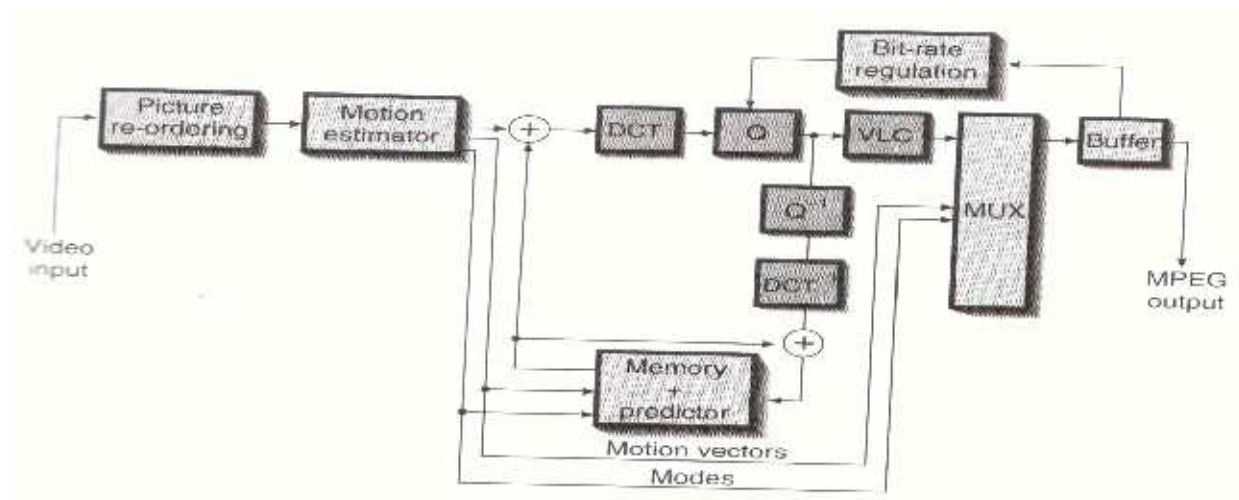 Bit-rate
regulation
Picture
re-ordering
Motion
estimator
+
DCT
Q
VLC
Buffer
Q⁻¹
MUX
Video
input
DCT⁻¹
MPEG
output
+
Memory
+
predictor
Motion vectors
Modes